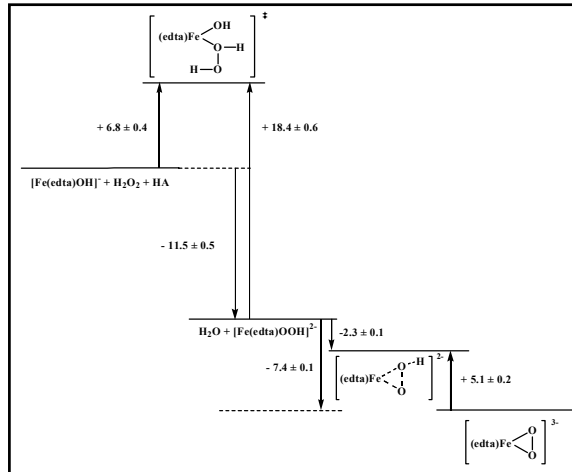 ‡
OH
(edta)Fe
O—H
H—O
+ 6.8 ± 0.4
+ 18.4 ± 0.6
[Fe(edta)OH]⁻ + H₂O₂ + HA
- 11.5 ± 0.5
H₂O + [Fe(edta)OOH]²⁻
-2.3 ± 0.1
- 7.4 ± 0.1
O-H 2-
(edta)Fe
O
+ 5.1 ± 0.2
O 3-
(edta)Fe
O